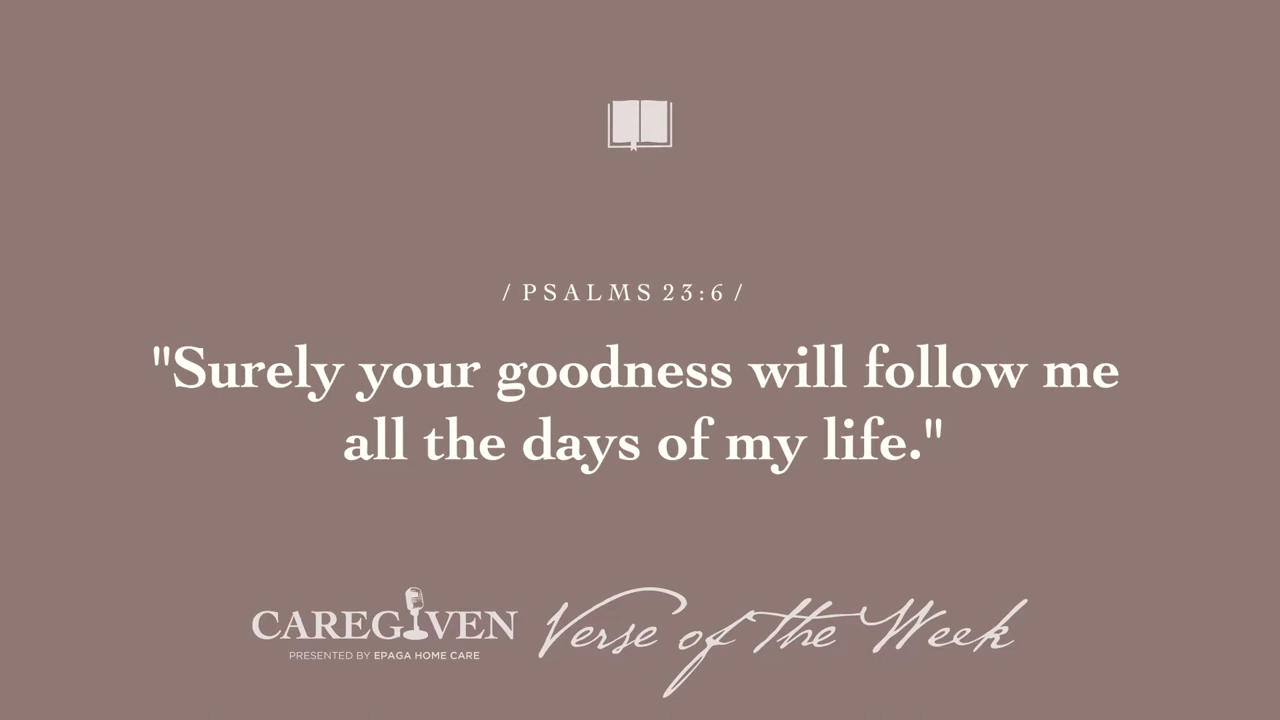 / PSALMS 23:6 /
"Surely your goodness will follow me
all the days of my life."
CAREGIVEN
PRESENTED BY EPAGA HOME CARE
Verse of the Week